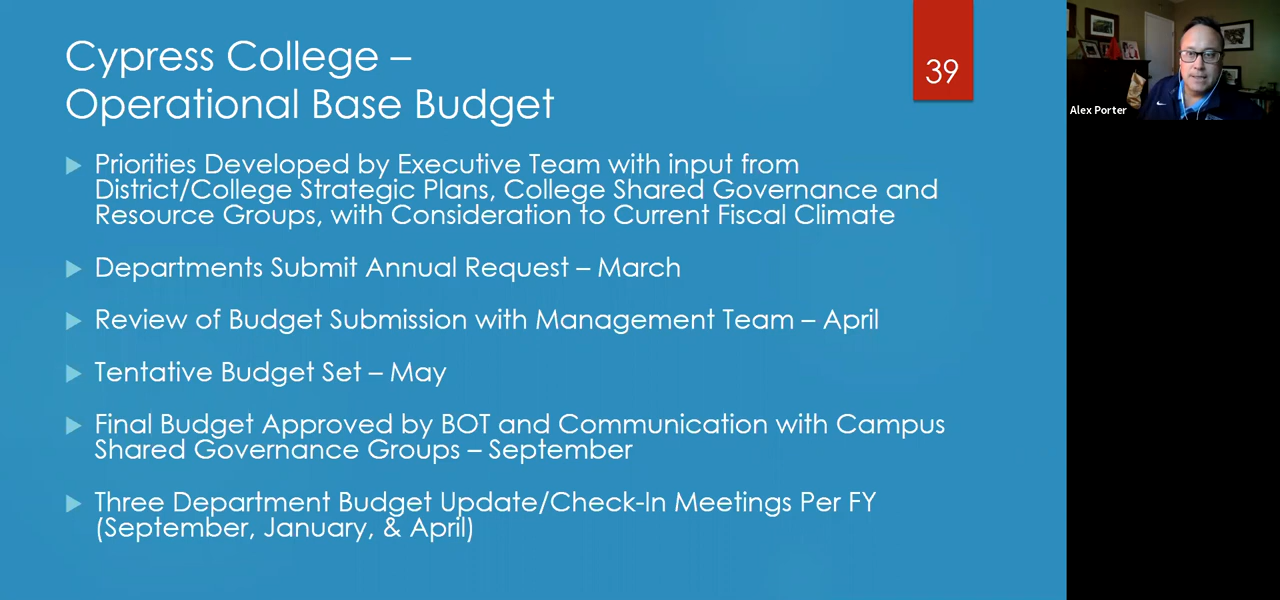 Cypress College –
Operational Base Budget
39
Alex Porter
Priorities Developed by Executive Team with input from
District/College Strategic Plans, College Shared Governance and
Resource Groups, with Consideration to Current Fiscal Climate
Departments Submit Annual Request – March
Review of Budget Submission with Management Team – April
Tentative Budget Set – May
Final Budget Approved by BOT and Communication with Campus
Shared Governance Groups – September
Three Department Budget Update/Check-In Meetings Per FY
(September, January, & April)